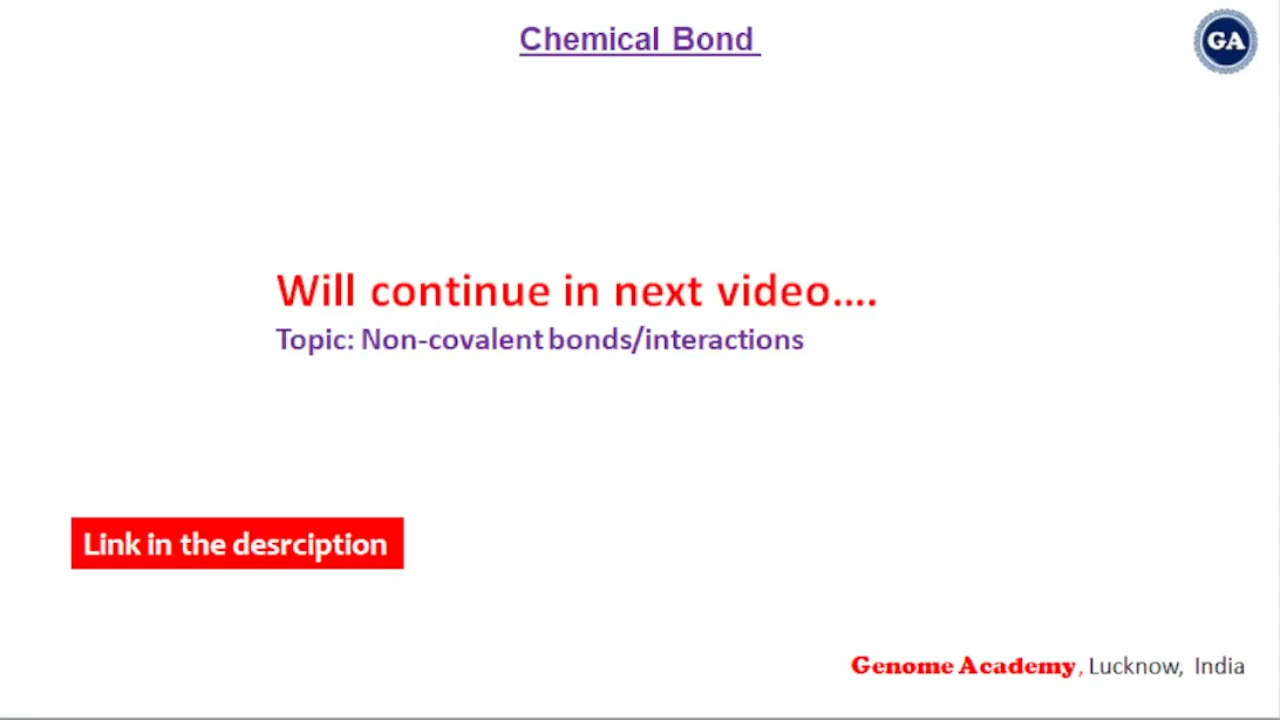 Chemical Bond
GA
Will continue in next video....
Topic: Non-covalent bonds/interactions
Link in the desrciption
Genome Academy, Lucknow, India